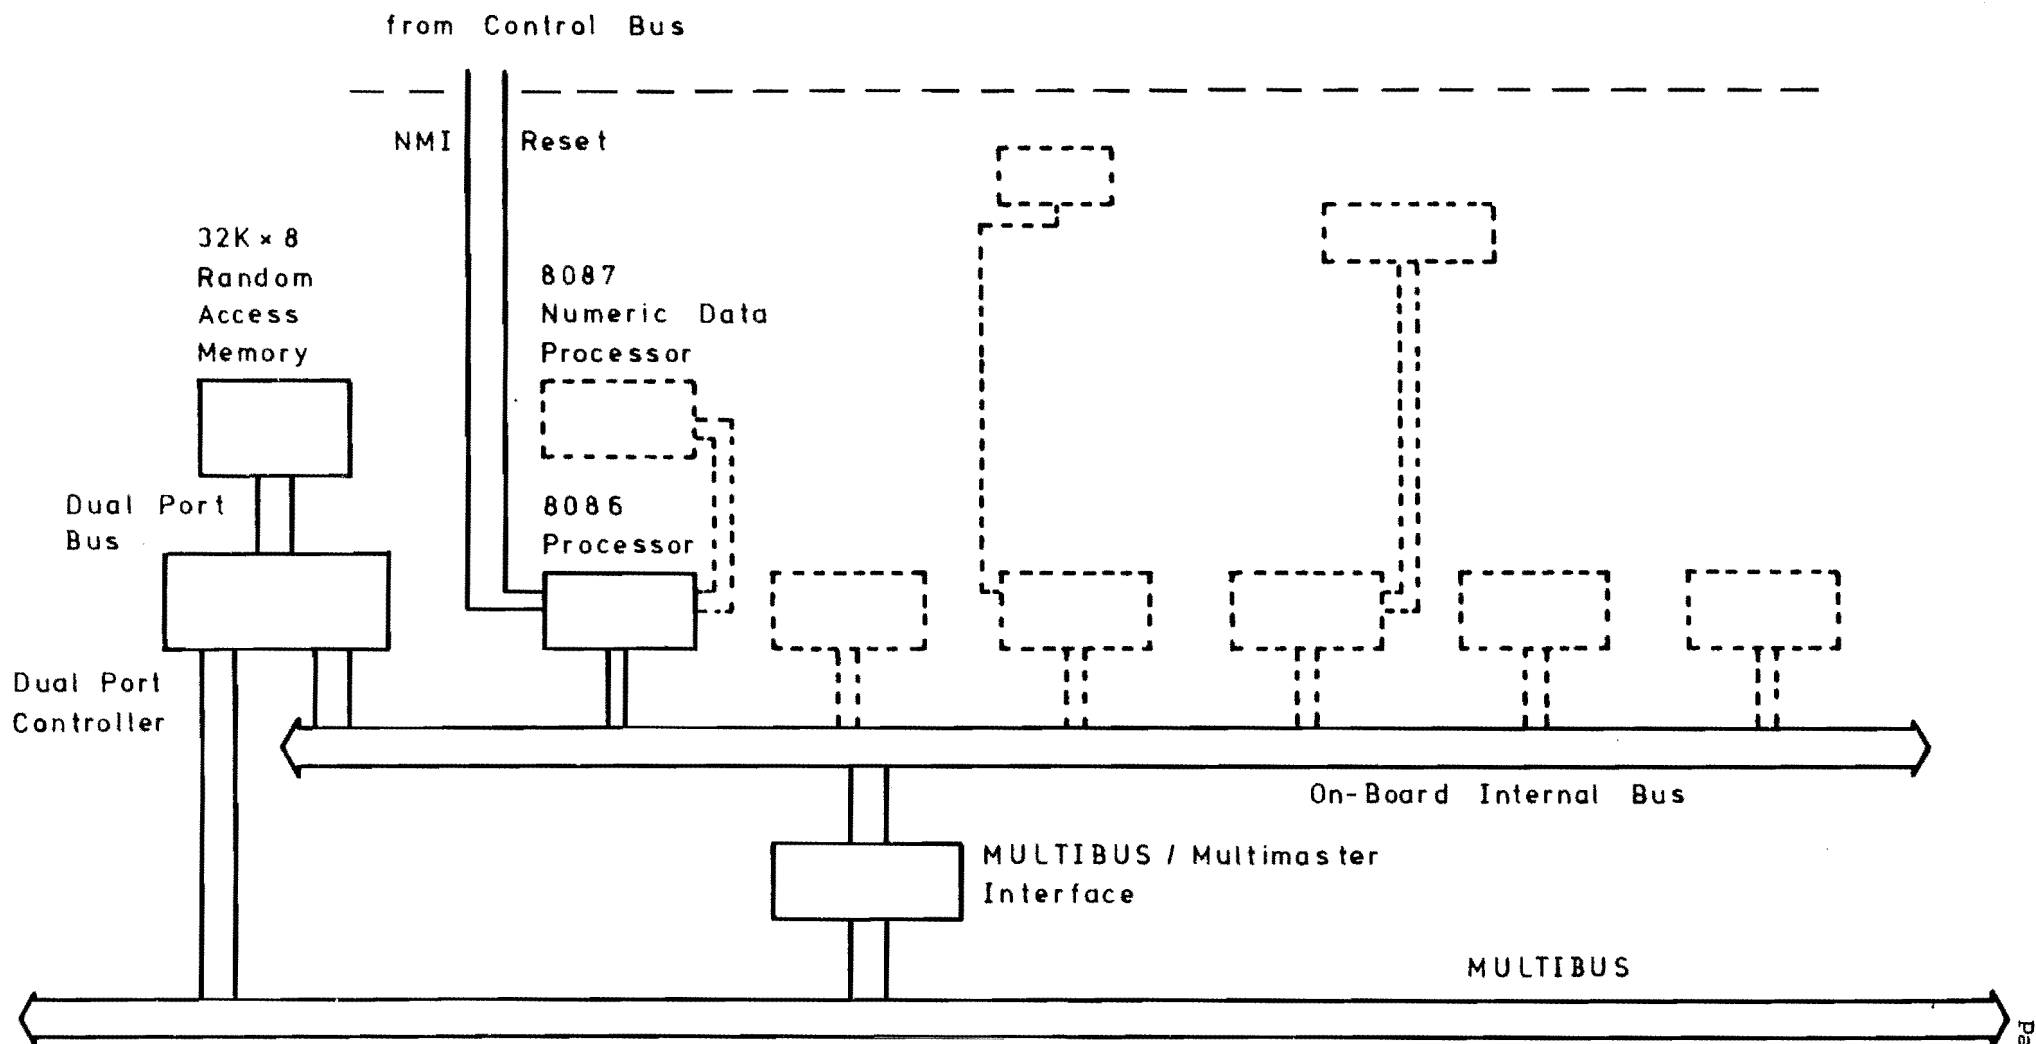 from Control Bus
NMI
Reset
32K × 8
Random
Access
Memory
8087
Numeric Data
Processor
Dual Port
Bus
8086
Processor
Dual Port
Controller
On-Board Internal Bus
MULTIBUS / Multimaster
Interface
MULTIBUS